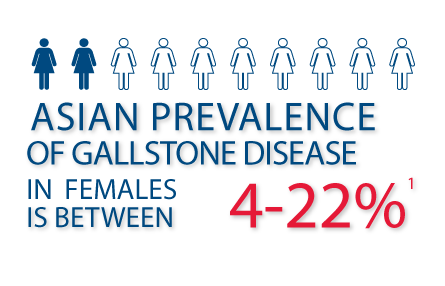 ASIAN PREVALENCE
OF GALLSTONE DISEASE
IN FEMALES
IS BETWEEN
4-22%¹